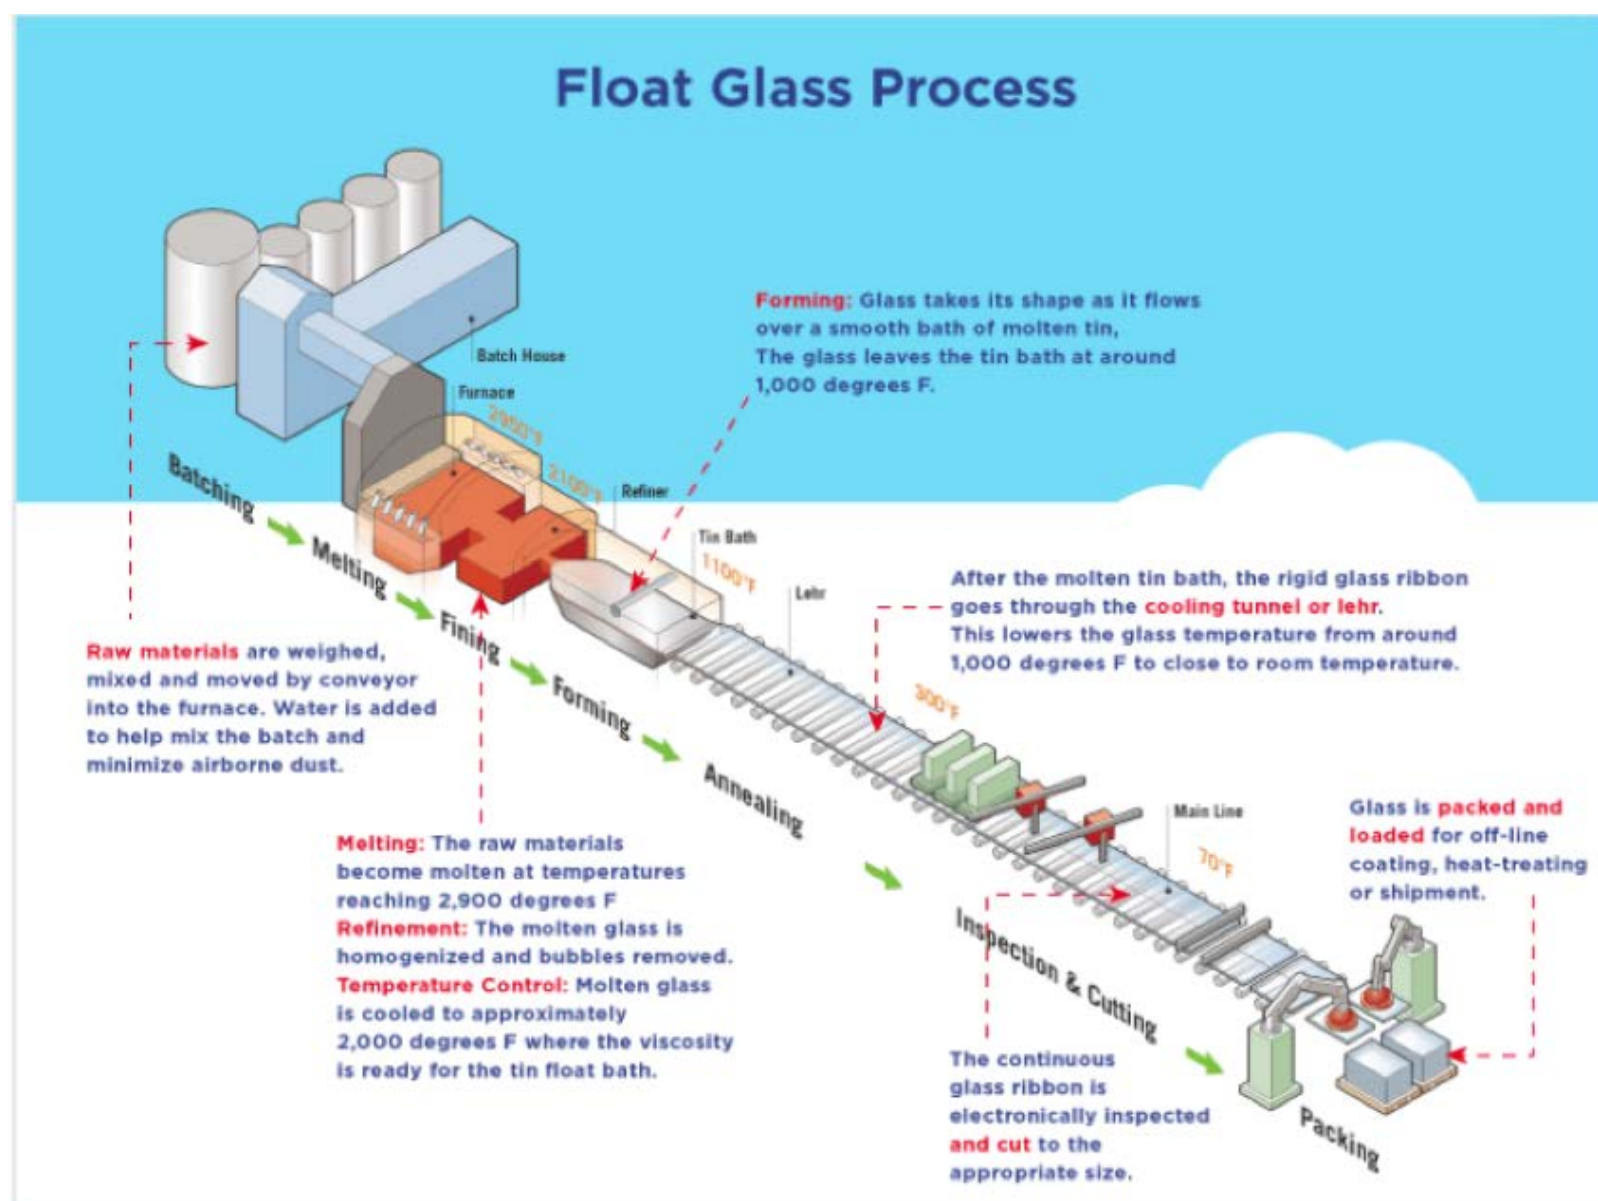 Float Glass Process
Forming: Glass takes its shape as it flows
over a smooth bath of molten tin,
The glass leaves the tin bath at around
1,000 degrees F.
Batch House
Furnace
2950°F
2100°F
Refiner
Tin Bath
1100°F
Lehr
After the molten tin bath, the rigid glass ribbon
goes through the cooling tunnel or lehr.
This lowers the glass temperature from around
1,000 degrees F to close to room temperature.
300°F
Main Line
70°F
Batching
Melting
Fining
Forming
Annealing
Inspection & Cutting
Packing
Raw materials are weighed,
mixed and moved by conveyor
into the furnace. Water is added
to help mix the batch and
minimize airborne dust.
Melting: The raw materials
become molten at temperatures
reaching 2,900 degrees F
Refinement: The molten glass is
homogenized and bubbles removed.
Temperature Control: Molten glass
is cooled to approximately
2,000 degrees F where the viscosity
is ready for the tin float bath.
Glass is packed and
loaded for off-line
coating, heat-treating
or shipment.
The continuous
glass ribbon is
electronically inspected
and cut to the
appropriate size.